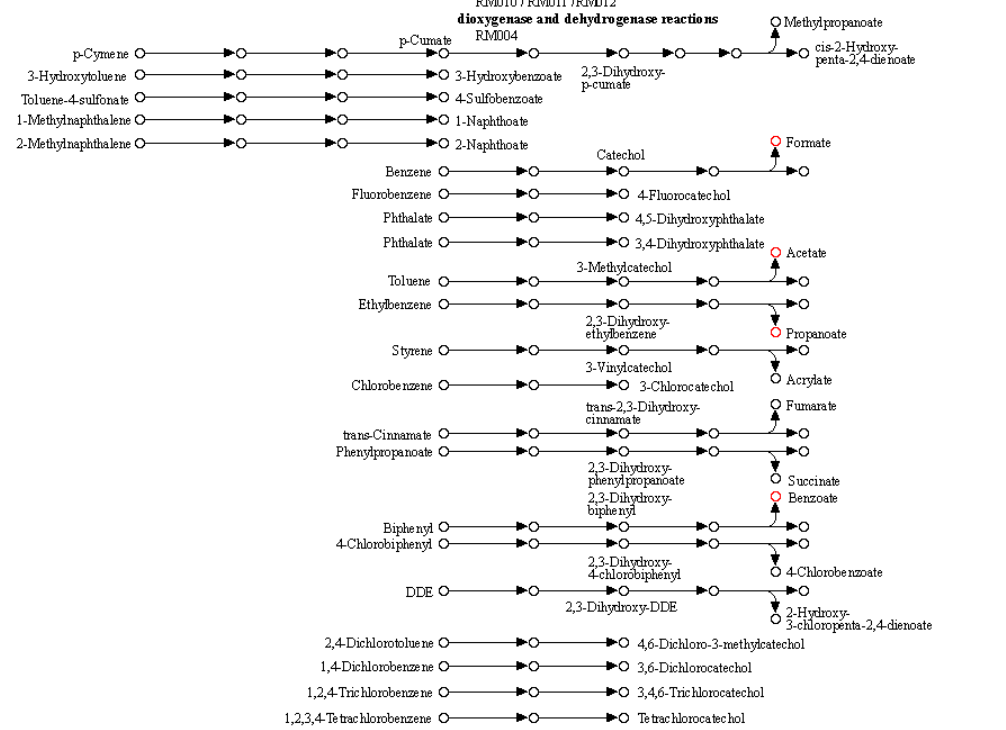 RM010 / RM011 / RM012
dioxygenase and dehydrogenase reactions
RM004
Methylpropanoate
p-Cymene
p-Cumate
cis-2-Hydroxy-
penta-2,4-dienoate
3-Hydroxytoluene
3-Hydroxybenzoate
2,3-Dihydroxy-
p-cumate
Toluene-4-sulfonate
4-Sulfobenzoate
1-Methylnaphthalene
1-Naphthoate
2-Methylnaphthalene
2-Naphthoate
Formate
Catechol
Benzene
Fluorobenzene
4-Fluorocatechol
Phthalate
4,5-Dihydroxyphthalate
Phthalate
3,4-Dihydroxyphthalate
Acetate
3-Methylcatechol
Toluene
Ethylbenzene
2,3-Dihydroxy-
ethylbenzene
Propanoate
Styrene
3-Vinylcatechol
Acrylate
Chlorobenzene
3-Chlorocatechol
trans-2,3-Dihydroxy-
cinnamate
Fumarate
trans-Cinnamate
Phenylpropanoate
2,3-Dihydroxy-
phenylpropanoate
Succinate
2,3-Dihydroxy-
biphenyl
Benzoate
Biphenyl
4-Chlorobiphenyl
2,3-Dihydroxy-
4-chlorobiphenyl
4-Chlorobenzoate
DDE
2,3-Dihydroxy-DDE
2-Hydroxy-
3-chloropenta-2,4-dienoate
2,4-Dichlorotoluene
4,6-Dichloro-3-methylcatechol
1,4-Dichlorobenzene
3,6-Dichlorocatechol
1,2,4-Trichlorobenzene
3,4,6-Trichlorocatechol
1,2,3,4-Tetrachlorobenzene
Tetrachlorocatechol